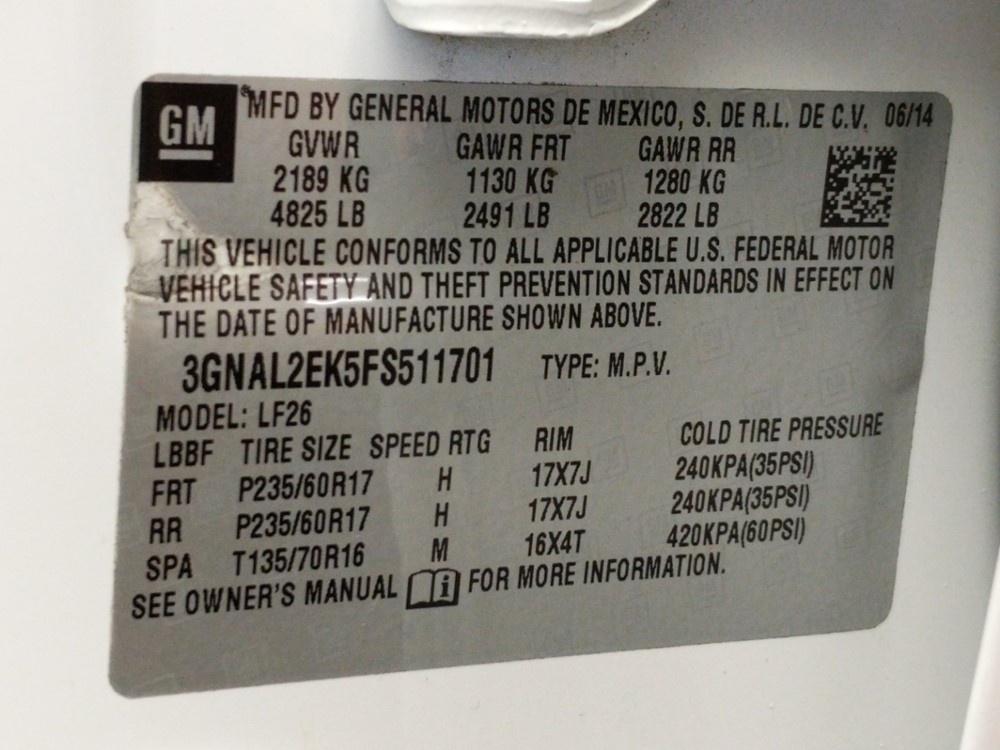 GM® MFD BY GENERAL MOTORS DE MEXICO, S. DE R.L. DE C.V. 06/14
GVWR GAWR FRT GAWR RR
2189 KG 1130 KG 1280 KG
4825 LB 2491 LB 2822 LB
THIS VEHICLE CONFORMS TO ALL APPLICABLE U.S. FEDERAL MOTOR
VEHICLE SAFETY AND THEFT PREVENTION STANDARDS IN EFFECT ON
THE DATE OF MANUFACTURE SHOWN ABOVE.
3GNAL2EK5FS511701 TYPE: M.P.V.
MODEL: LF26
LBBF TIRE SIZE SPEED RTG RIM COLD TIRE PRESSURE
FRT P235/60R17 H 17X7J 240KPA(35PSI)
RR P235/60R17 H 17X7J 240KPA(35PSI)
SPA T135/70R16 M 16X4T 420KPA(60PSI)
SEE OWNER'S MANUAL i FOR MORE INFORMATION.